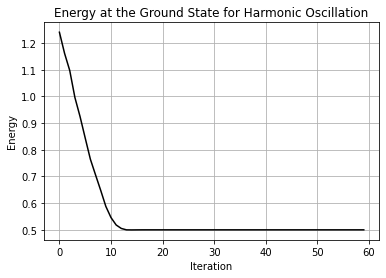 Energy at the Ground State for Harmonic Oscillation
1.2
1.1
1.0
0.9
0.8
0.7
0.6
0.5
Energy
0 10 20 30 40 50 60
Iteration